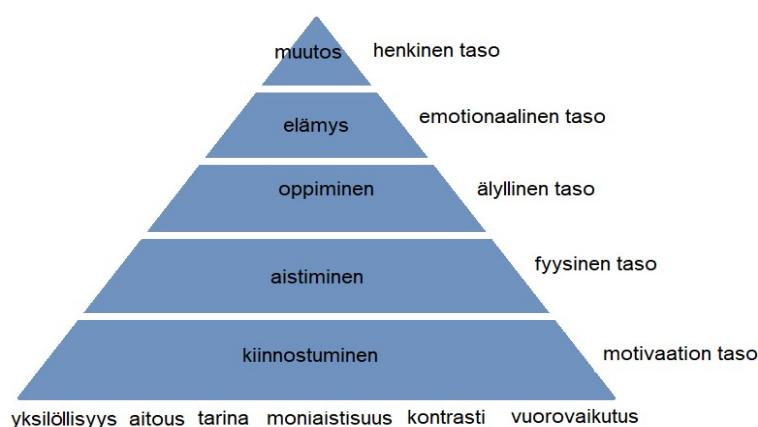 muutos henkinen taso
elämys emotionaalinen taso
oppiminen älyllinen taso
aistiminen fyysinen taso
kiinnostuminen motivaation taso
yksilöllisyys aitous tarina moniaistisuus kontrasti vuorovaikutus